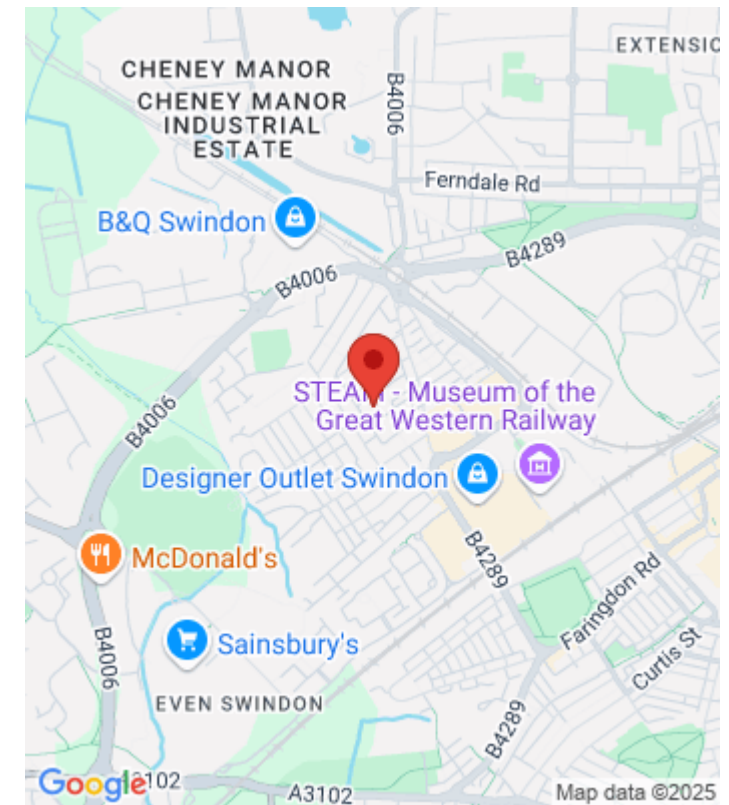 EXTENSIC
CHENEY MANOR
CHENEY MANOR
INDUSTRIAL
ESTATE
B4006
Ferndale Rd
B&Q Swindon
B4289
B4006
STEAM - Museum of the
Great Western Railway
B4006
Designer Outlet Swindon
McDonald's
B4289
Faringdon Rd
Curtis St
B4006
Sainsbury's
EVEN SWINDON
B4289
Google
3102
A3102
Map data ©2025